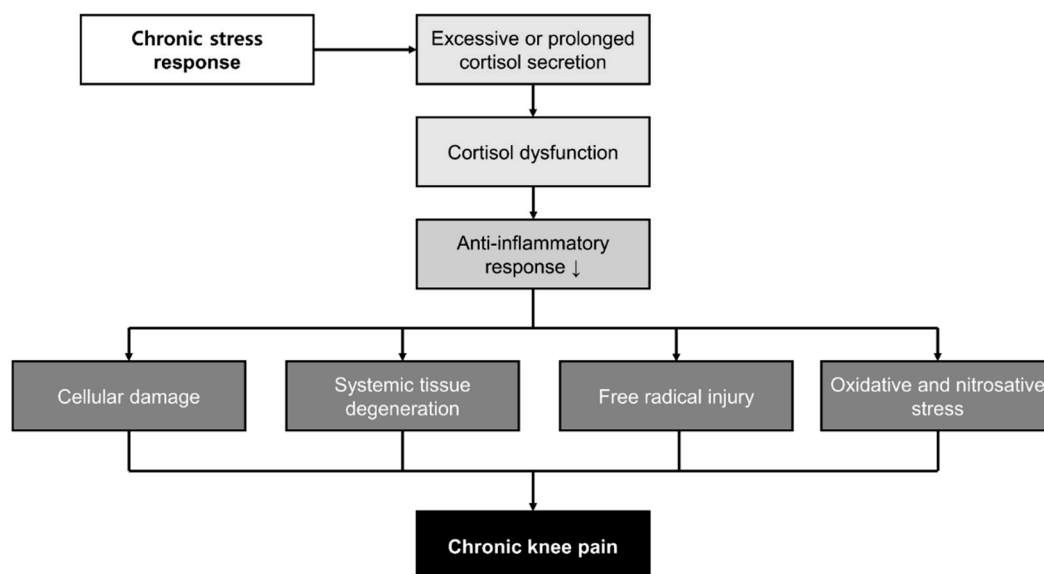 Chronic stress
response
Excessive or prolonged
cortisol secretion
Cortisol dysfunction
Anti-inflammatory
response ↓
Cellular damage
Systemic tissue
degeneration
Free radical injury
Oxidative and nitrosative
stress
Chronic knee pain